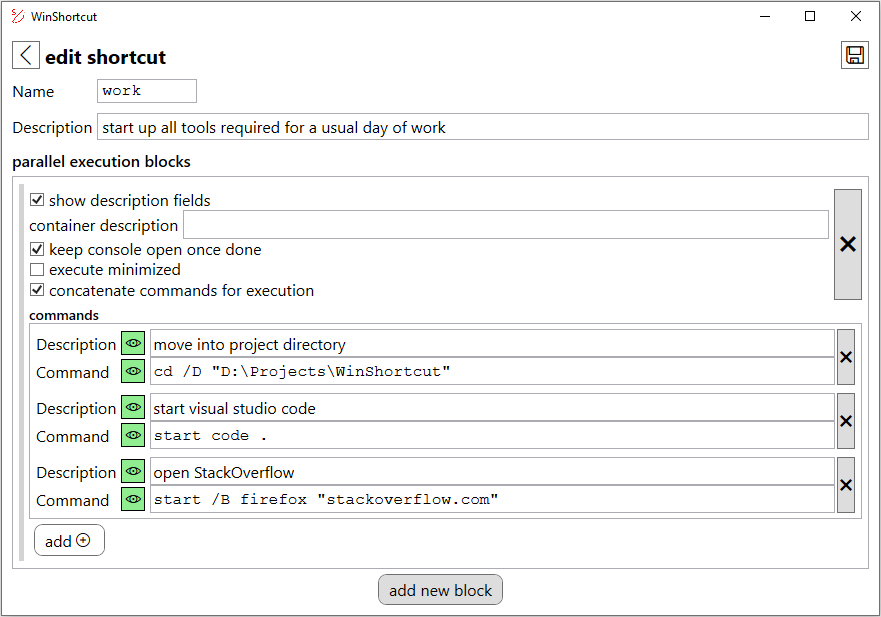 WinShortcut
edit shortcut
Name work
Description start up all tools required for a usual day of work
parallel execution blocks
show description fields
container description
keep console open once done
execute minimized
concatenate commands for execution
commands
Description move into project directory
Command cd /D "D:\Projects\WinShortcut"
Description start visual studio code
Command start code .
Description open StackOverflow
Command start /B firefox "stackoverflow.com"
add
add new block